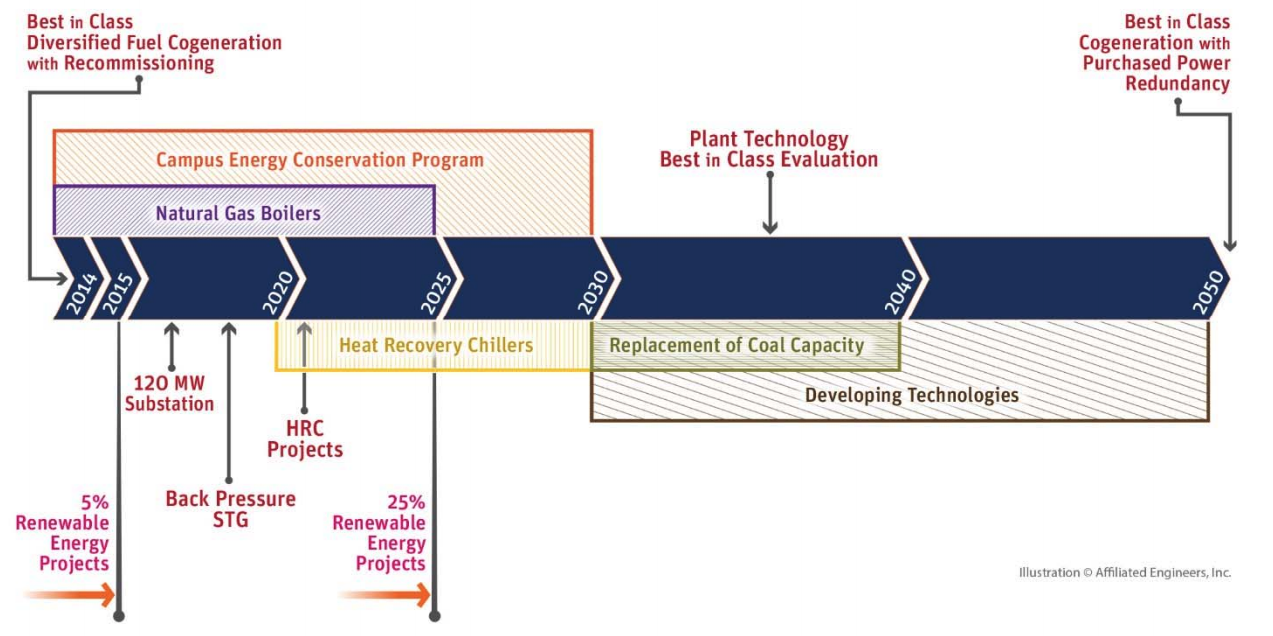 Best in Class
Diversified Fuel Cogeneration
with Recommissioning
Best in Class
Cogeneration with
Purchased Power
Redundancy
Campus Energy Conservation Program
Natural Gas Boilers
Plant Technology
Best in Class Evaluation
2014
2015
2020
2025
2030
2040
2050
Heat Recovery Chillers
Replacement of Coal Capacity
Developing Technologies
120 MW
Substation
HRC
Projects
Back Pressure
STG
5%
Renewable
Energy
Projects
25%
Renewable
Energy
Projects
Illustration © Affiliated Engineers, Inc.